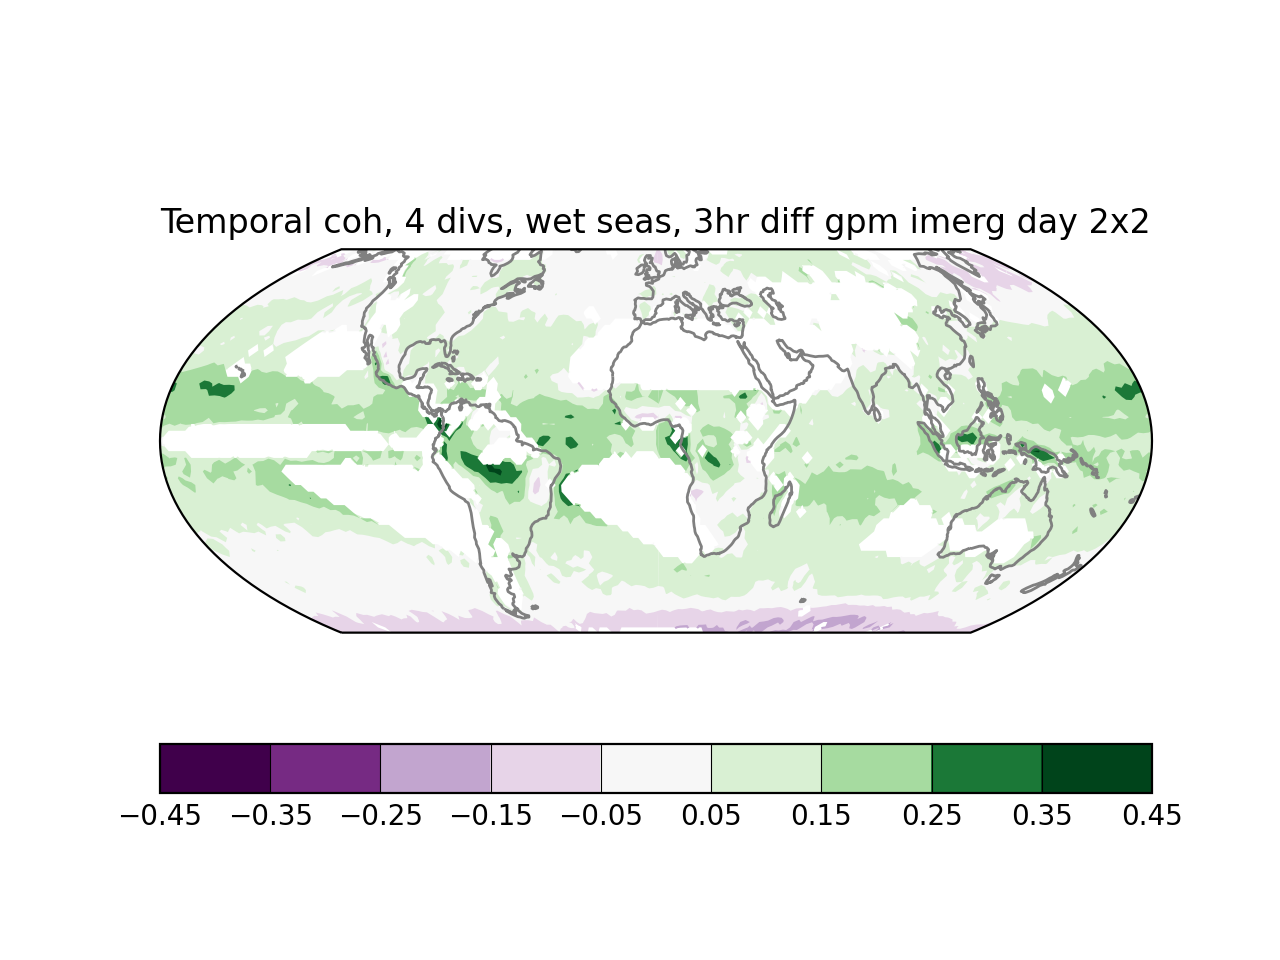 Temporal coh, 4 divs, wet seas, 3hr diff gpm imerg day 2x2
−0.45 −0.35 −0.25 −0.15 −0.05 0.05 0.15 0.25 0.35 0.45